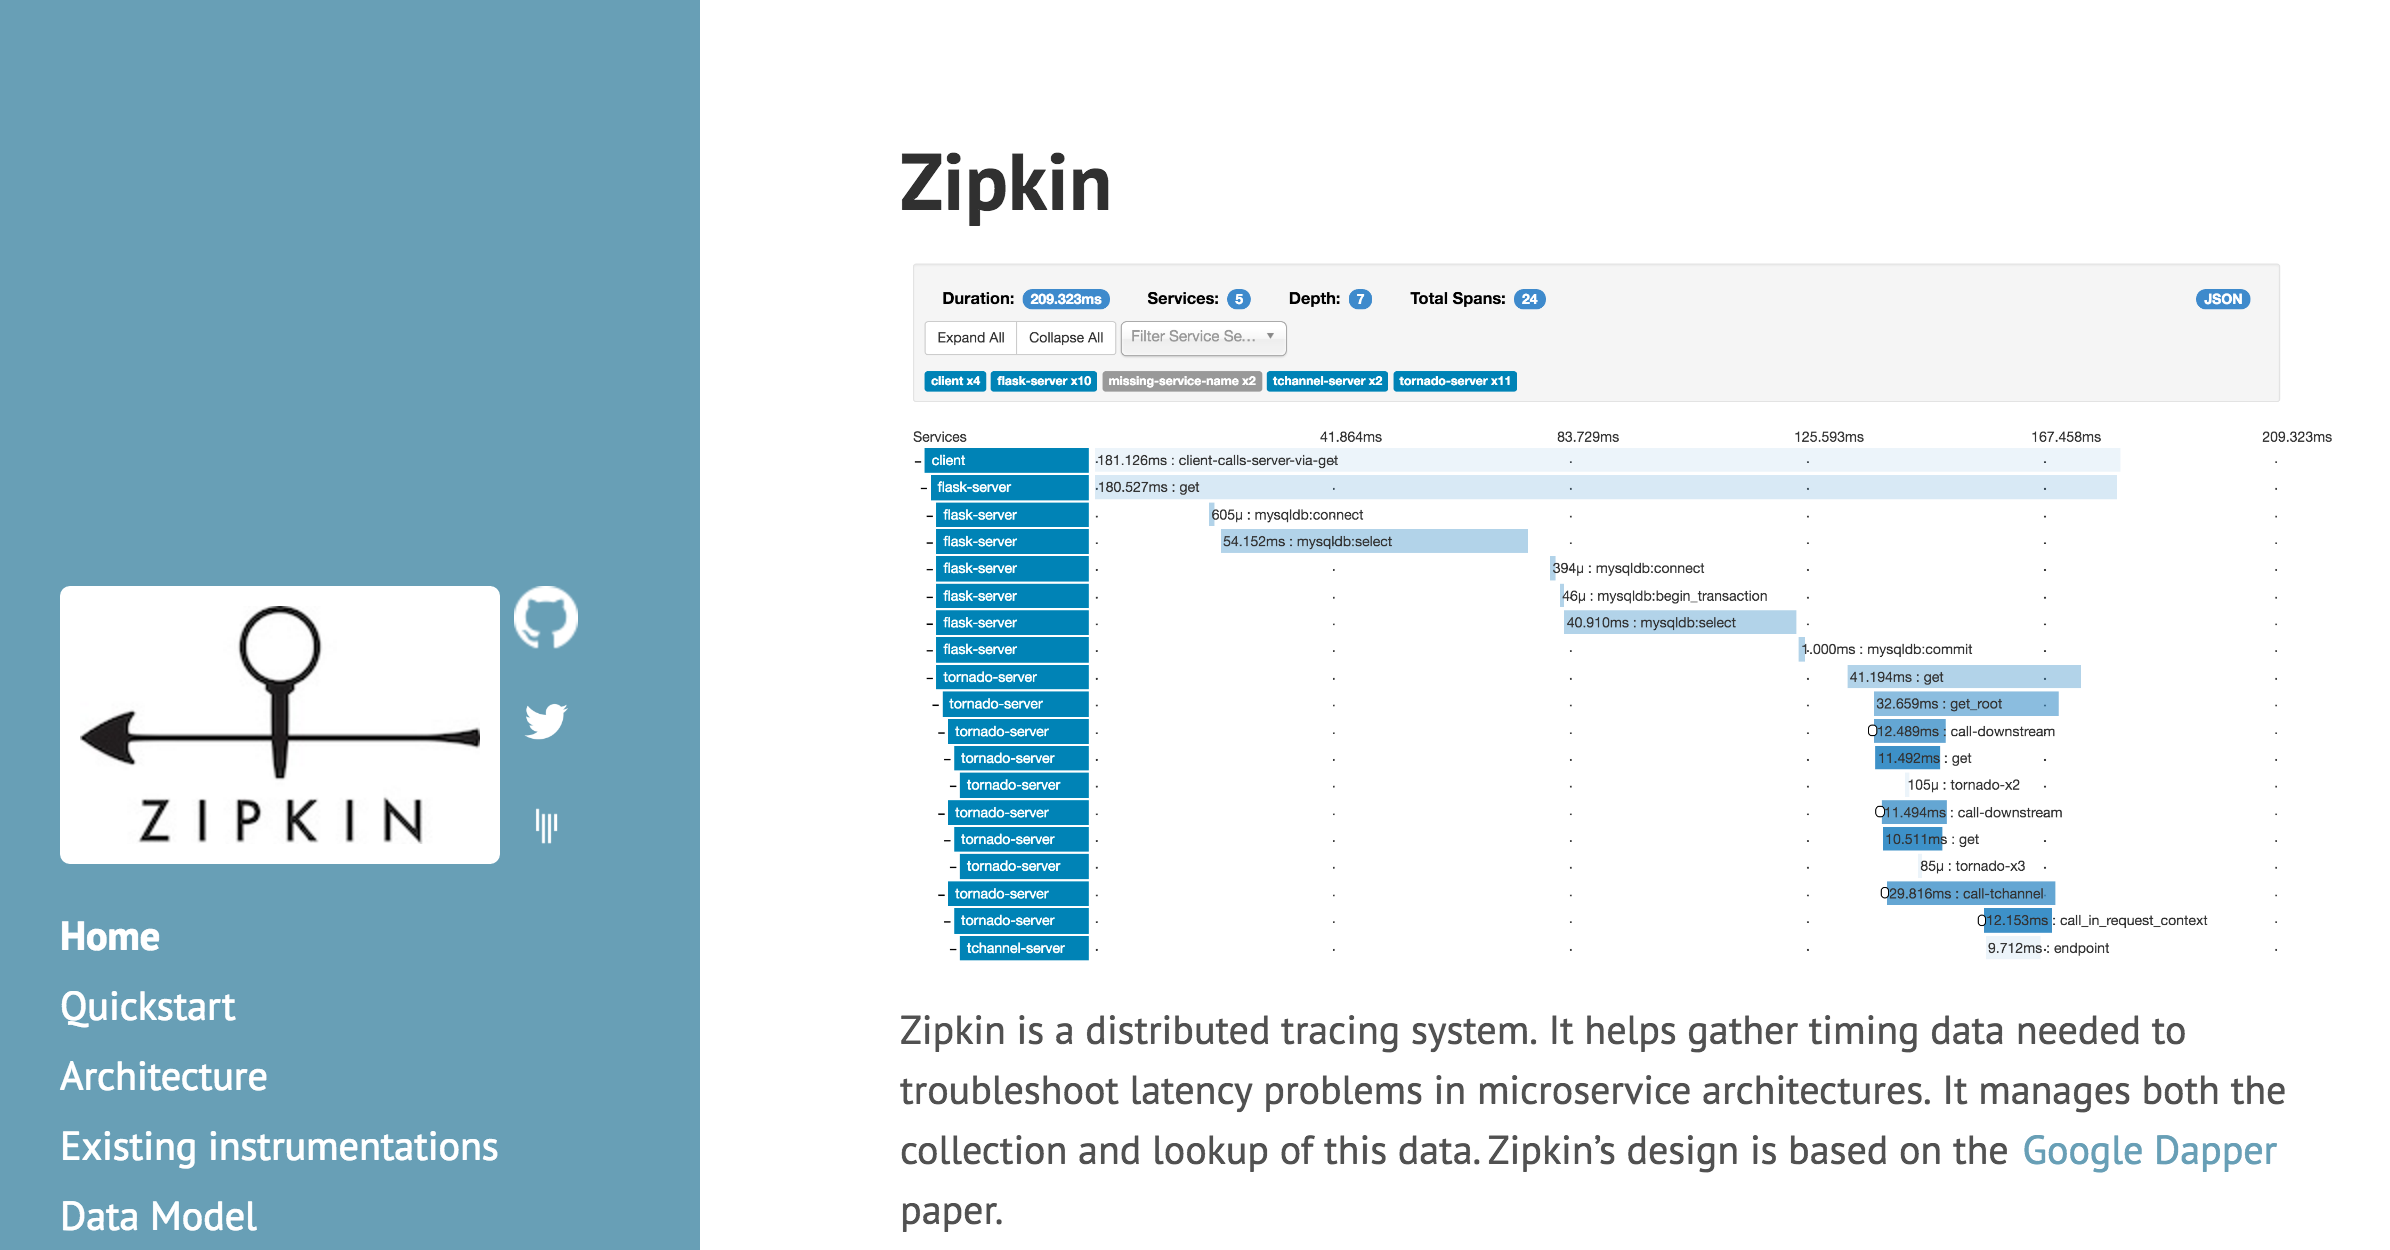 ZIPKIN
Home
Quickstart
Architecture
Existing instrumentations
Data Model
Zipkin
Duration: 209.323ms Services: 5 Depth: 7 Total Spans: 24 JSON
Expand All Collapse All Filter Service Se...
client x4 flask-server x10 missing-service-name x2 tchannel-server x2 tornado-server x11
Services 41.864ms 83.729ms 125.593ms 167.458ms 209.323ms
client 181.126ms : client-calls-server-via-get
flask-server 180.527ms : get
flask-server 605μ : mysqldb:connect
flask-server 54.152ms : mysqldb:select
flask-server 394μ : mysqldb:connect
flask-server 46μ : mysqldb:begin_transaction
flask-server 40.910ms : mysqldb:select
flask-server 1.000ms : mysqldb:commit
tornado-server 41.194ms : get
tornado-server 32.659ms : get_root
tornado-server 12.489ms : call-downstream
tornado-server 11.492ms : get
tornado-server 105μ : tornado-x2
tornado-server 11.494ms : call-downstream
tornado-server 10.511ms : get
tornado-server 85μ : tornado-x3
tornado-server 29.816ms : call-tchannel
tornado-server 12.153ms : call_in_request_context
tchannel-server 9.712ms : endpoint
Zipkin is a distributed tracing system. It helps gather timing data needed to
troubleshoot latency problems in microservice architectures. It manages both the
collection and lookup of this data. Zipkin’s design is based on the Google Dapper
paper.